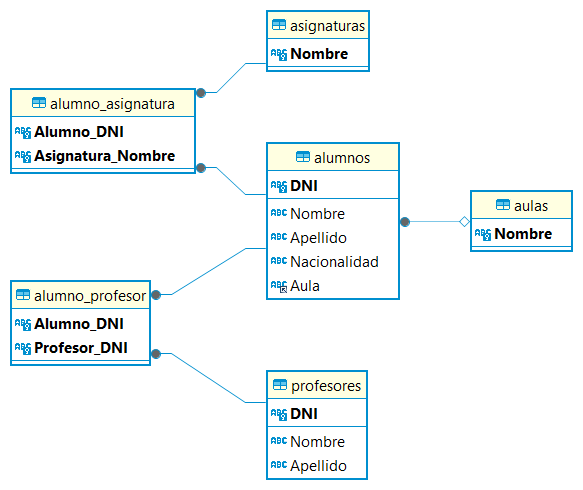 asignaturas
Nombre
alumno_asignatura
Alumno_DNI
Asignatura_Nombre
alumnos
DNI
Nombre
Apellido
Nacionalidad
Aula
aulas
Nombre
alumno_profesor
Alumno_DNI
Profesor_DNI
profesores
DNI
Nombre
Apellido